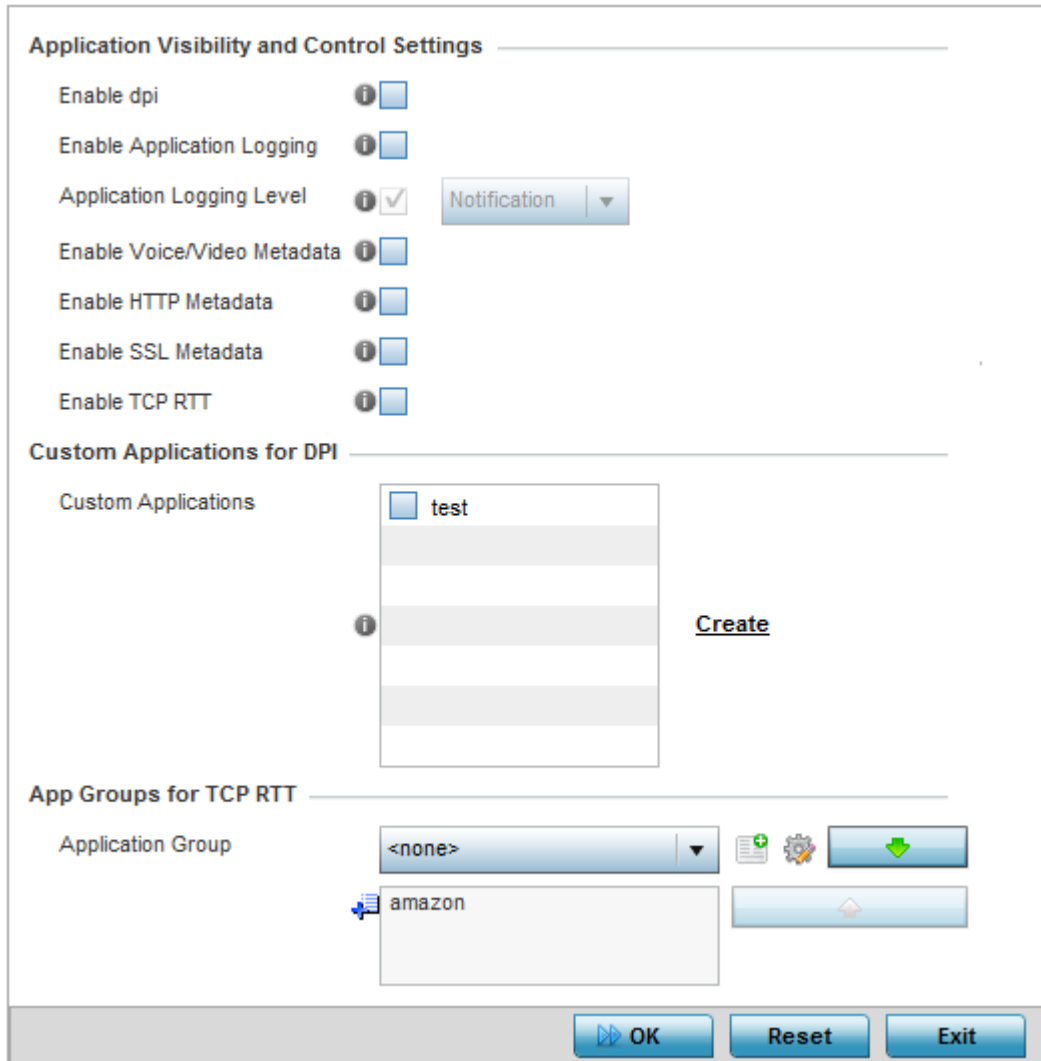 Application Visibility and Control Settings
Enable dpi
Enable Application Logging
Application Logging Level
Notification
Enable Voice/Video Metadata
Enable HTTP Metadata
Enable SSL Metadata
Enable TCP RTT
Custom Applications for DPI
Custom Applications
test
Create
App Groups for TCP RTT
Application Group
<none>
amazon
OK
Reset
Exit